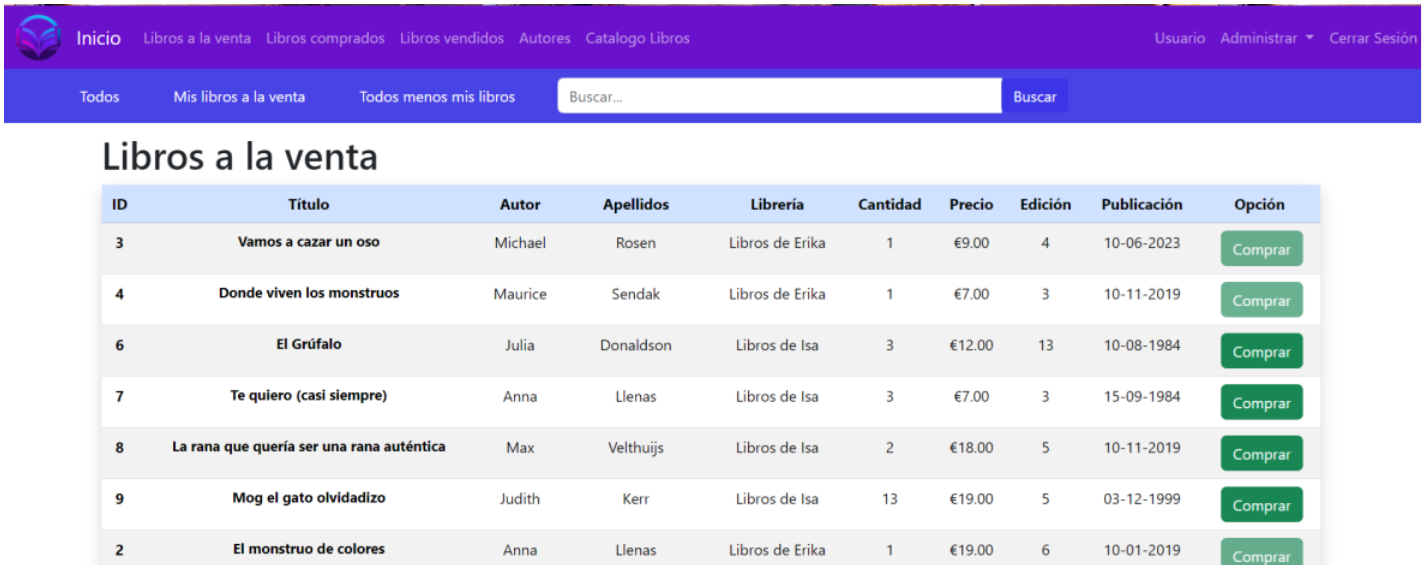 Inicio Libros a la venta Libros comprados Libros vendidos Autores Catalogo Libros Usuario Administrar Cerrar Sesión
Todos Mis libros a la venta Todos menos mis libros Buscar... Buscar
Libros a la venta
ID Título Autor Apellidos Librería Cantidad Precio Edición Publicación Opción
3 Vamos a cazar un oso Michael Rosen Libros de Erika 1 €9.00 4 10-06-2023 Comprar
4 Donde viven los monstruos Maurice Sendak Libros de Erika 1 €7.00 3 10-11-2019 Comprar
6 El Grúfalo Julia Donaldson Libros de Isa 3 €12.00 13 10-08-1984 Comprar
7 Te quiero (casi siempre) Anna Llenas Libros de Isa 3 €7.00 3 15-09-1984 Comprar
8 La rana que quería ser una rana auténtica Max Velthuijs Libros de Isa 2 €18.00 5 10-11-2019 Comprar
9 Mog el gato olvidadizo Judith Kerr Libros de Isa 13 €19.00 5 03-12-1999 Comprar
2 El monstruo de colores Anna Llenas Libros de Erika 1 €19.00 6 10-01-2019 Comprar